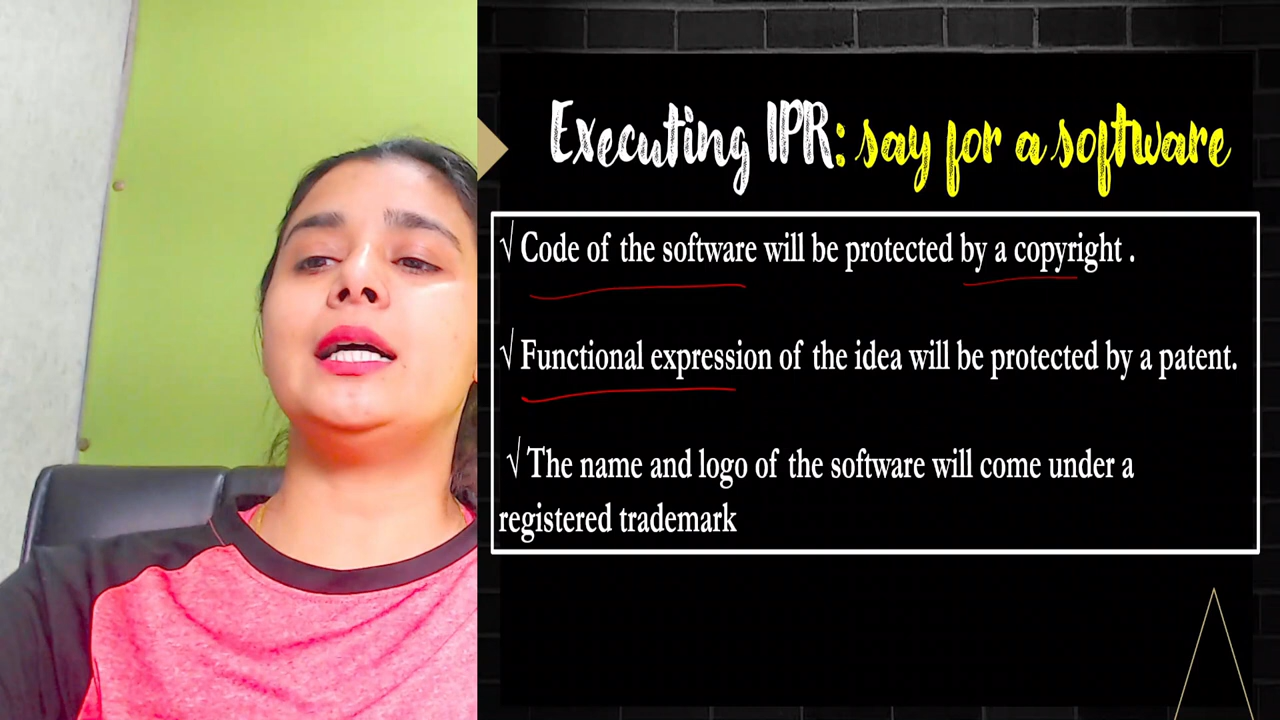 Executing IPR: say for a software
√ Code of the software will be protected by a copyright .
√ Functional expression of the idea will be protected by a patent.
√ The name and logo of the software will come under a
registered trademark